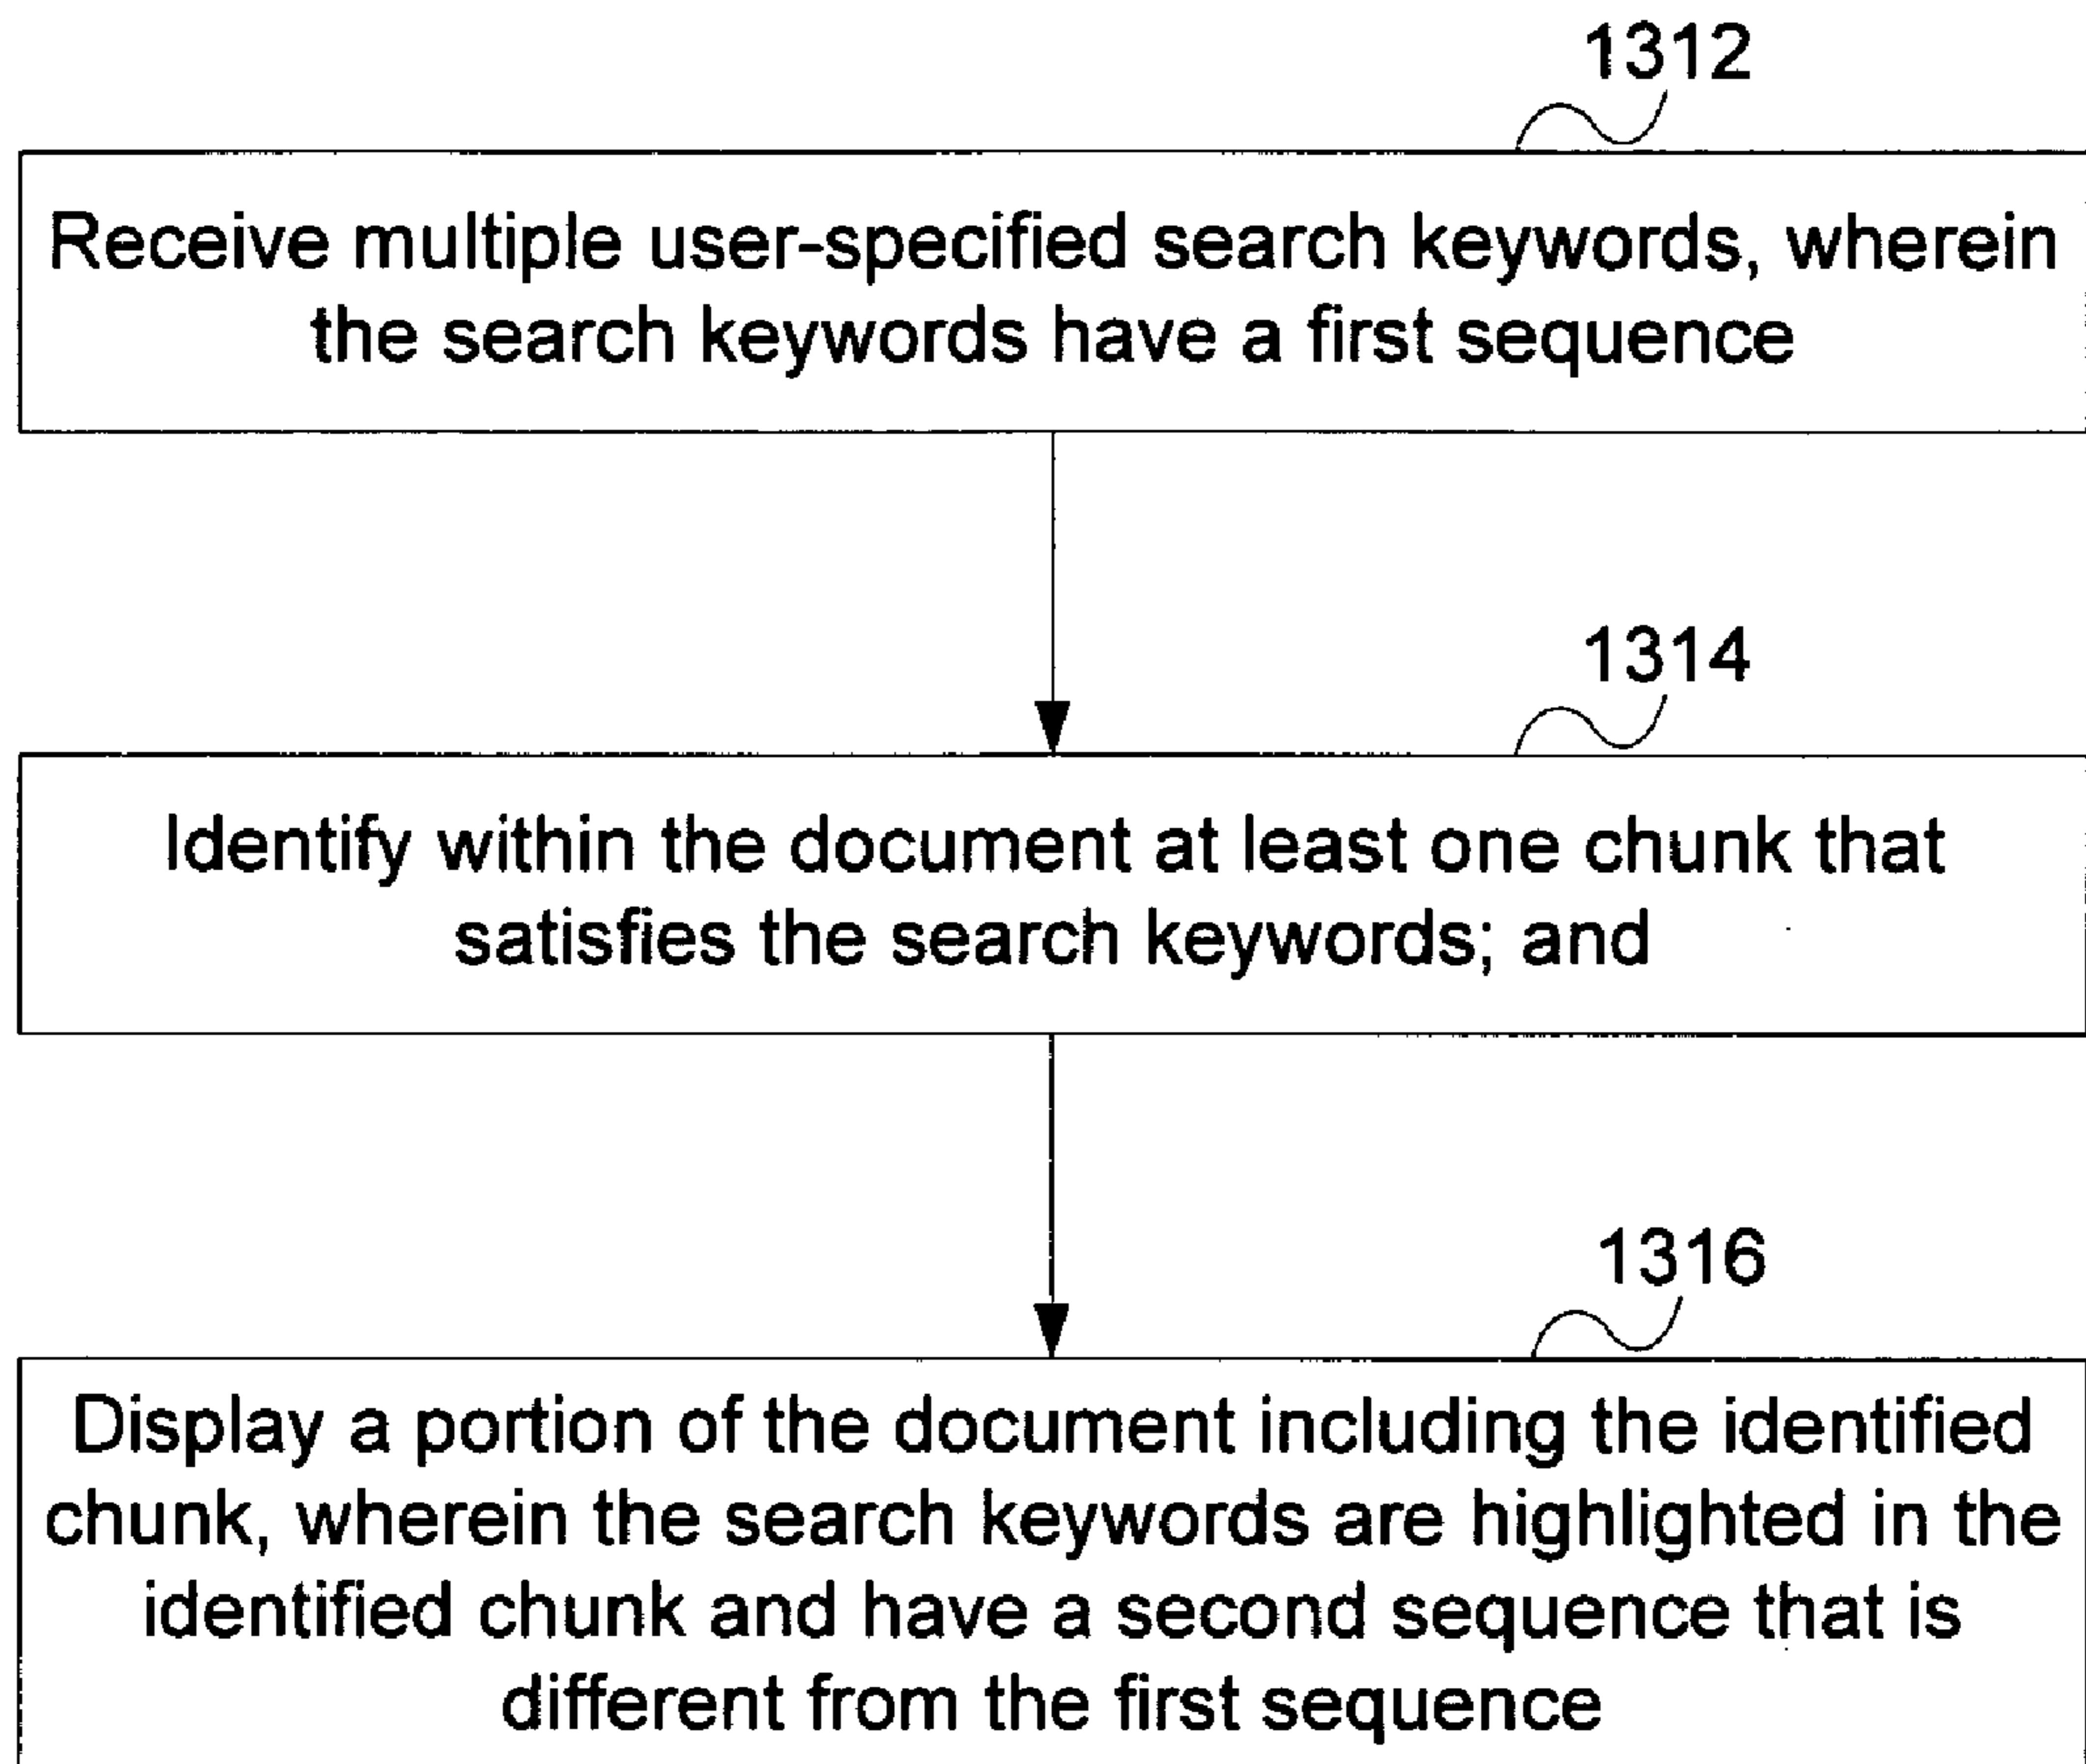 1312
Receive multiple user-specified search keywords, wherein
the search keywords have a first sequence
1314
Identify within the document at least one chunk that
satisfies the search keywords; and
1316
Display a portion of the document including the identified
chunk, wherein the search keywords are highlighted in the
identified chunk and have a second sequence that is
different from the first sequence